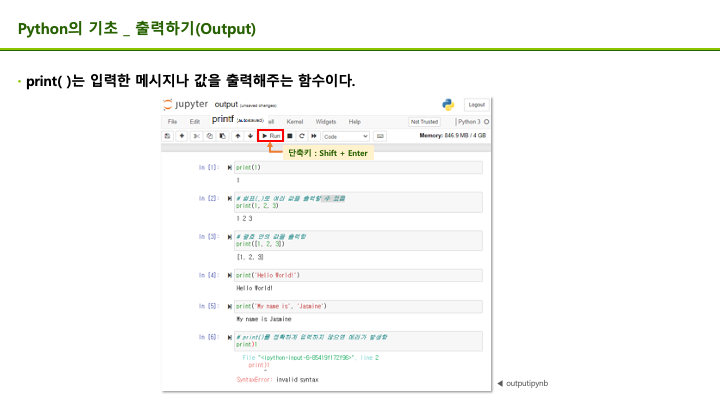 Python의 기초 _ 출력하기(Output)
· print( )는 입력한 메시지나 값을 출력해주는 함수이다.
jupyter output (unsaved changes) Logout
File Edit printf (autosaved) ell Kernel Widgets Help Not Trusted Python 3
Run Code Memory: 846.9 MB / 4 GB
단축키 : Shift + Enter
In [1]: print(1)
1
In [2]: # 쉼표(,)로 여러 값을 출력할 수 있음
print(1, 2, 3)
1 2 3
In [3]: # 괄호 안의 값을 출력함
print([1, 2, 3])
[1, 2, 3]
In [4]: print('Hello World!')
Hello World!
In [5]: print('My name is', 'Jasmine')
My name is Jasmine
In [6]: # print()를 정확하게 입력하지 않으면 에러가 발생함
print)!
File "<ipython-input-6-854191f72f96>", line 2
print)!
^
SyntaxError: invalid syntax
◀ outputipynb